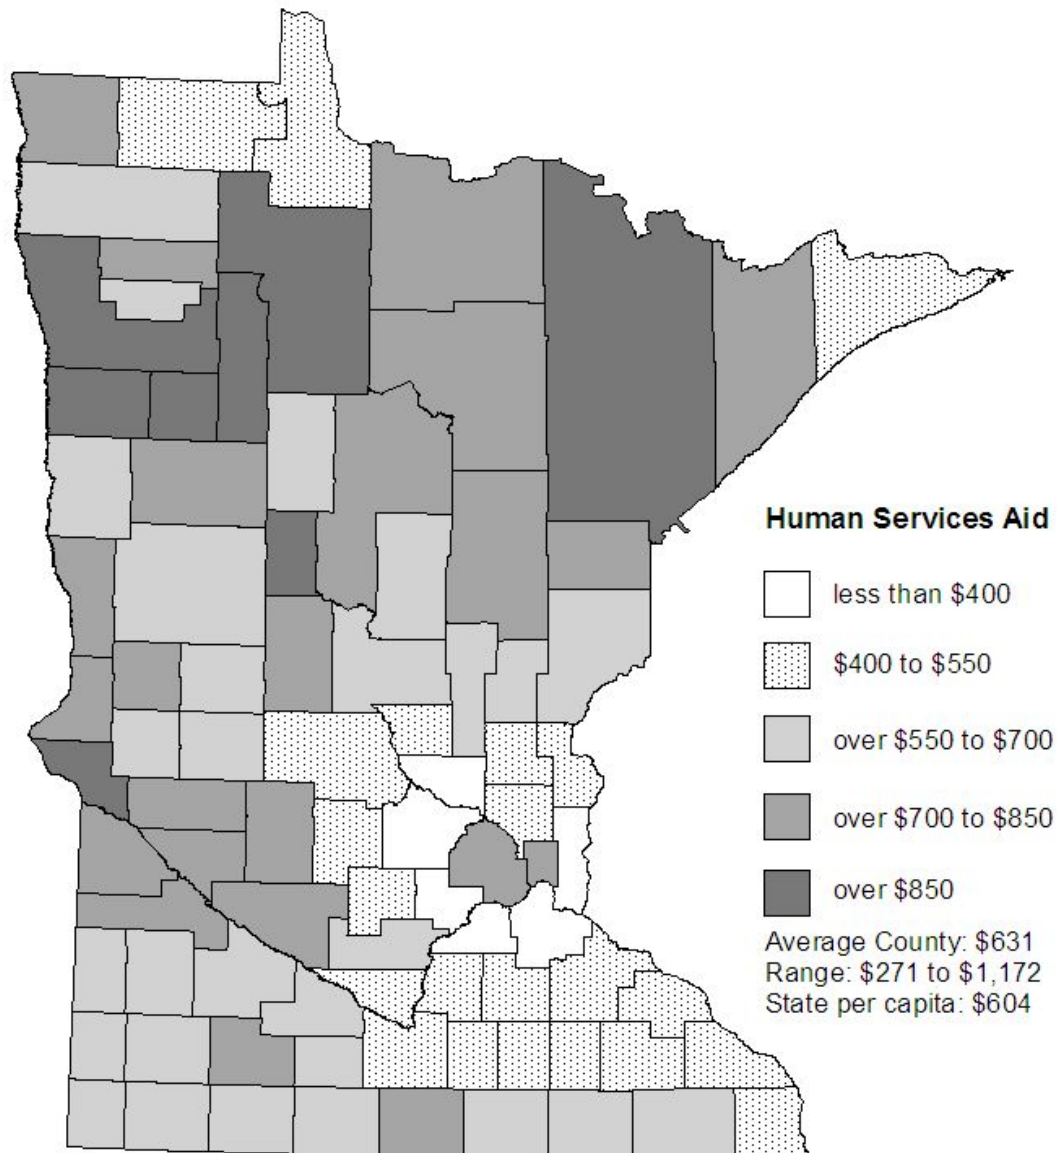 Human Services Aid
less than $400
$400 to $550
over $550 to $700
over $700 to $850
over $850
Average County: $631
Range: $271 to $1,172
State per capita: $604